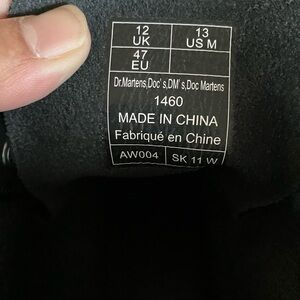 12 13
UK US M
47
EU
Dr.Martens,Doc's,DM's,Doc Martens
1460
MADE IN CHINA
Fabriqué en Chine
AW004 SK 11 W